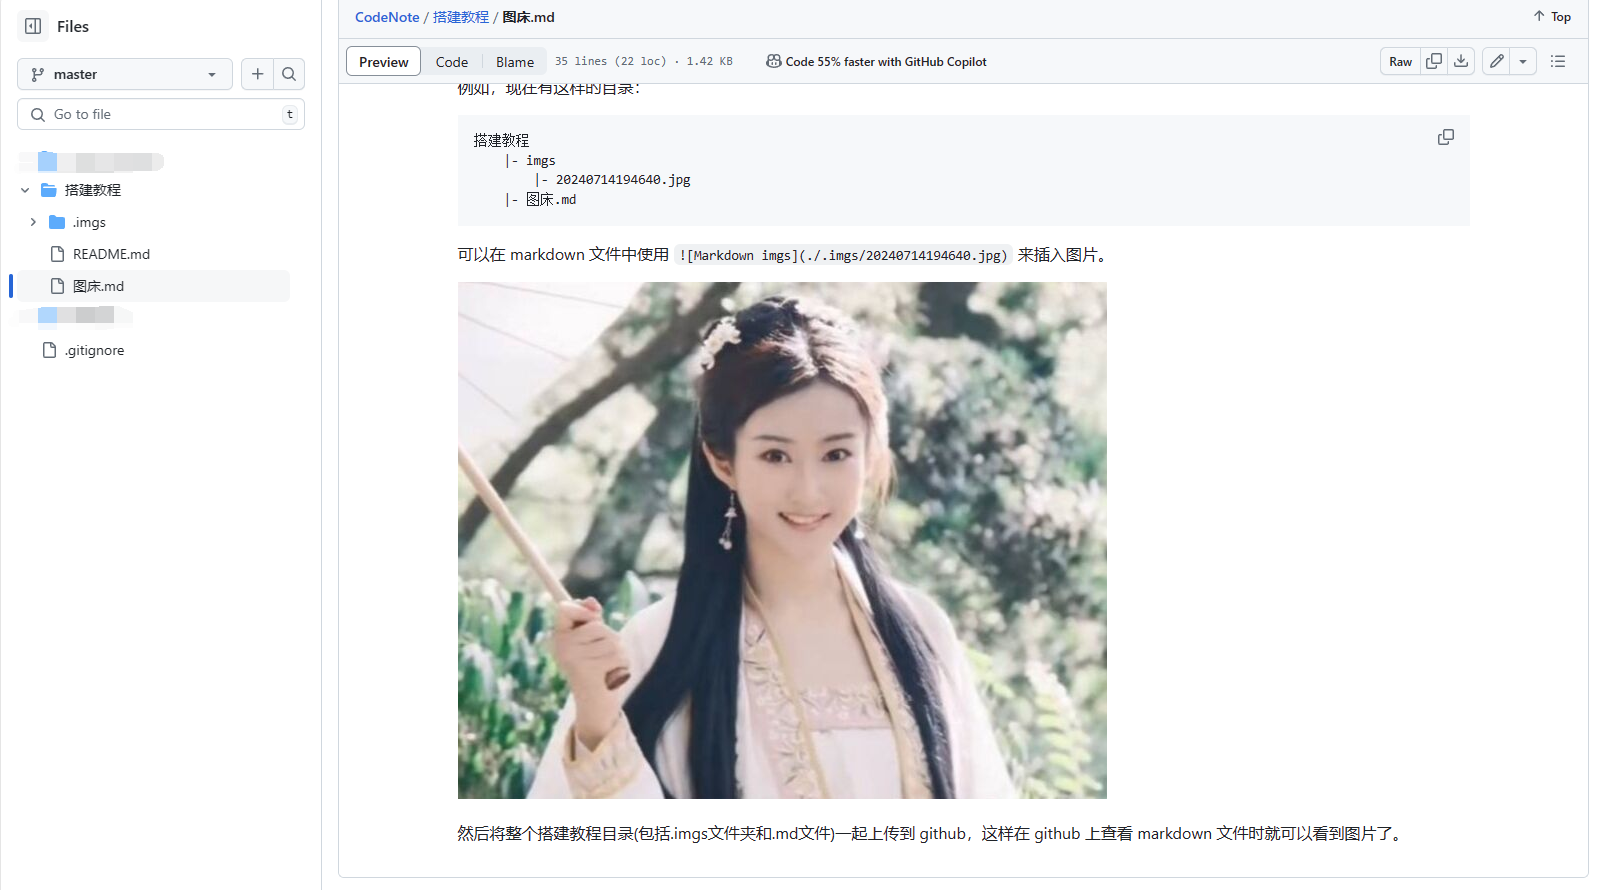 Files
master
Go to file
t
搭建教程
.imgs
README.md
图床.md
.gitignore
CodeNote / 搭建教程 / 图床.md
Top
Preview Code Blame 35 lines (22 loc) · 1.42 KB Code 55% faster with GitHub Copilot Raw
例如，现在有这样的目录：
搭建教程
|- imgs
|- 20240714194640.jpg
|- 图床.md
可以在 markdown 文件中使用 ![Markdown imgs](./.imgs/20240714194640.jpg) 来插入图片。
然后将整个搭建教程目录(包括.imgs文件夹和.md文件)一起上传到 github，这样在 github 上查看 markdown 文件时就可以看到图片了。